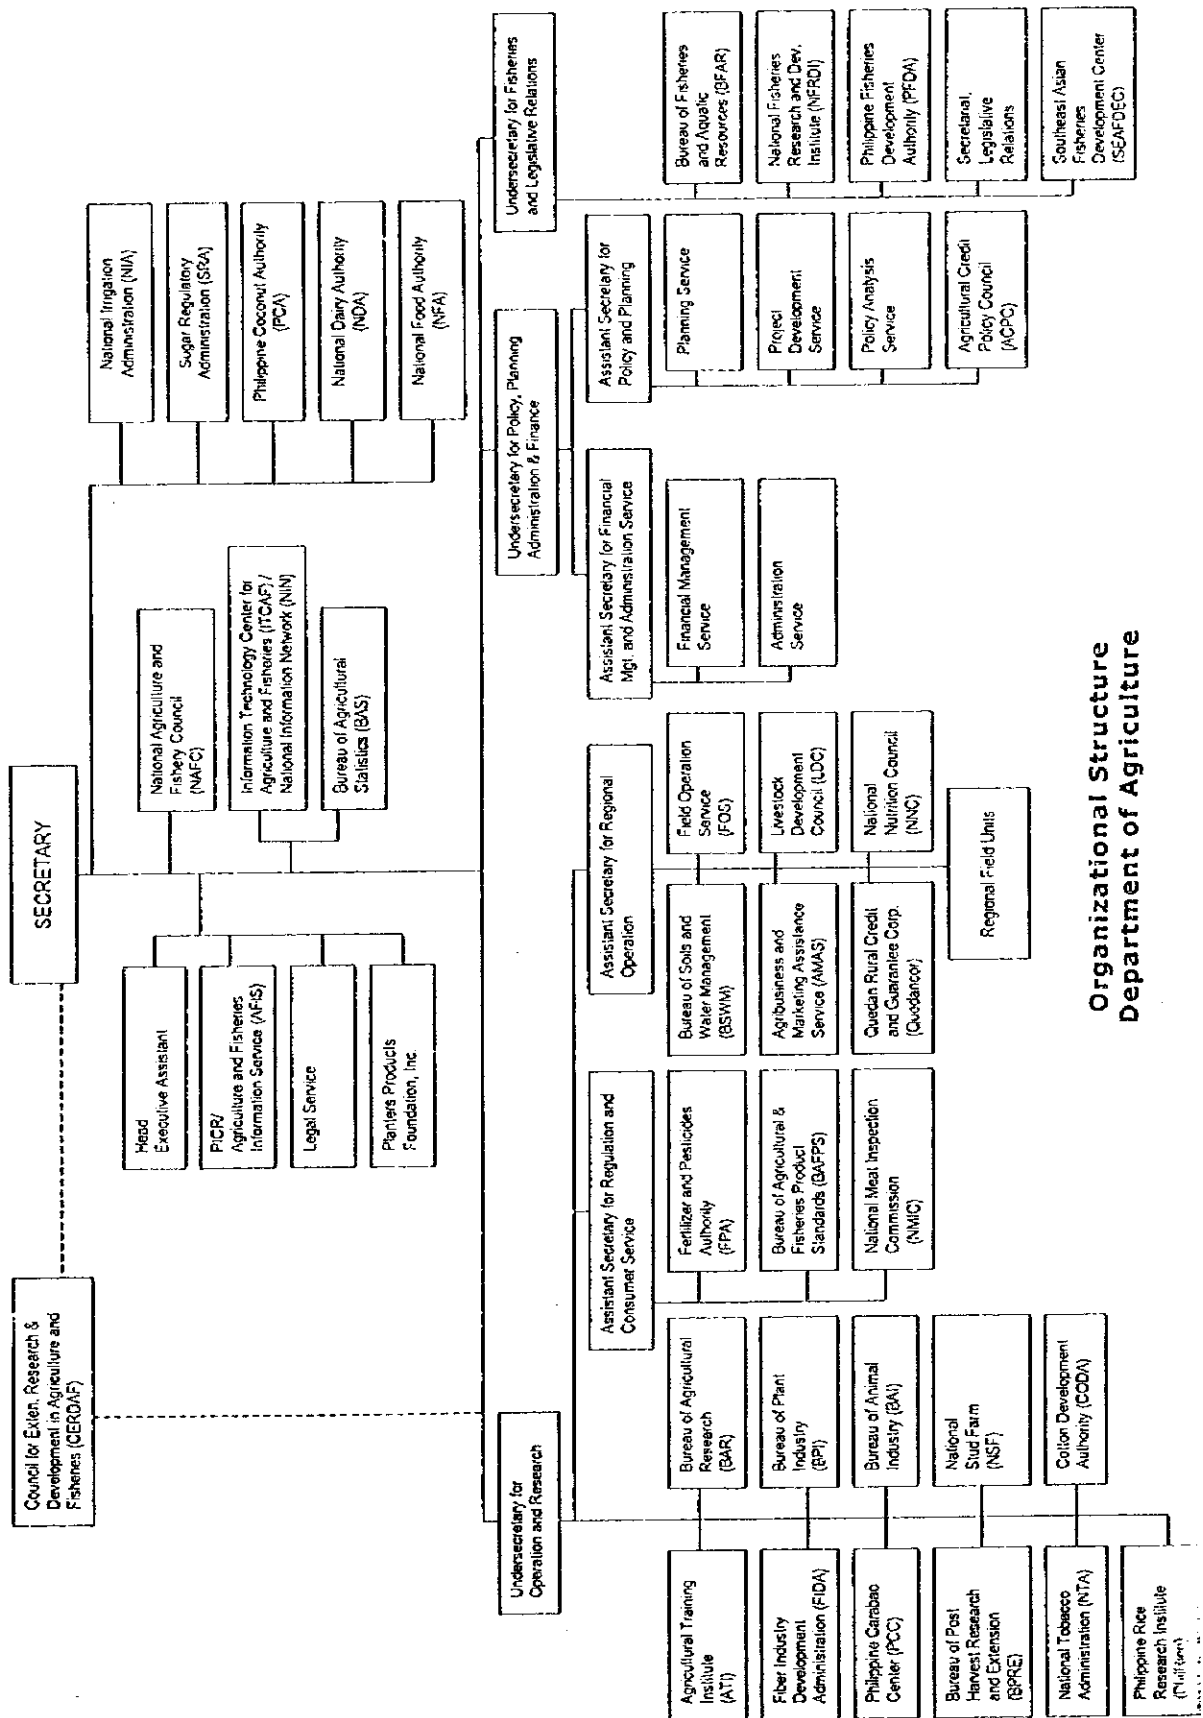 SECRETARY
Council for Exten. Research &
Development in Agriculture and
Fisheries (CERDAF)
Head
Executive Assistant
PICR/
Agriculture and Fisheries
Information Service (AFIS)
Legal Service
Planters Products
Foundation, Inc.
National Agriculture and
Fishery Council
(NAFC)
Information Technology Center for
Agriculture and Fisheries (ITCAF) /
National Information Network (NIN)
Bureau of Agricultural
Statistics (BAS)
National Irrigation
Administration (NIA)
Sugar Regulatory
Administration (SRA)
Philippine Coconut Authority
(PCA)
National Dairy Authority
(NDA)
National Food Authority
(NFA)
Undersecretary for
Operation and Research
Undersecretary for Policy, Planning
Administration & Finance
Undersecretary for Fisheries
and Legislative Relations
Assistant Secretary for Regulation and
Consumer Service
Assistant Secretary for Regional
Operation
Assistant Secretary for Financial
Mgt. and Administration Service
Assistant Secretary for
Policy and Planning
Agricultural Training
Institute
(ATI)
Bureau of Agricultural
Research
(BAR)
Fiber Industry
Development
Administration (FIDA)
Bureau of Plant
Industry
(BPI)
Philippine Carabao
Center (PCC)
Bureau of Animal
Industry (BAI)
Bureau of Post
Harvest Research
and Extension
(BPRE)
National
Stud Farm
(NSF)
National Tobacco
Administration (NTA)
Cotton Development
Authority (CODA)
Philippine Rice
Research Institute
Fertilizer and Pesticides
Authority
(FPA)
Bureau of Agricultural &
Fisheries Product
Standards (BAFPS)
National Meat Inspection
Commission
(NMIC)
Bureau of Soils and
Water Management
(BSWM)
Field Operation
Service
(FOS)
Agribusiness and
Marketing Assistance
Service (AMAS)
Livestock
Development
Council (LDC)
Quedan Rural Credit
and Guarantee Corp.
(Quedancor)
National
Nutrition Council
(NNC)
Regional Field Units
Financial Management
Service
Administration
Service
Planning Service
Project
Development
Service
Policy Analysis
Service
Agricultural Credit
Policy Council
(ACPC)
Bureau of Fisheries
and Aquatic
Resources (BFAR)
National Fisheries
Research and Dev.
Institute (NFRDI)
Philippine Fisheries
Development
Authority (PFDA)
Secretarial,
Legislative
Relations
Southeast Asian
Fisheries
Development Center
(SEAFDEC)
Organizational Structure
Department of Agriculture